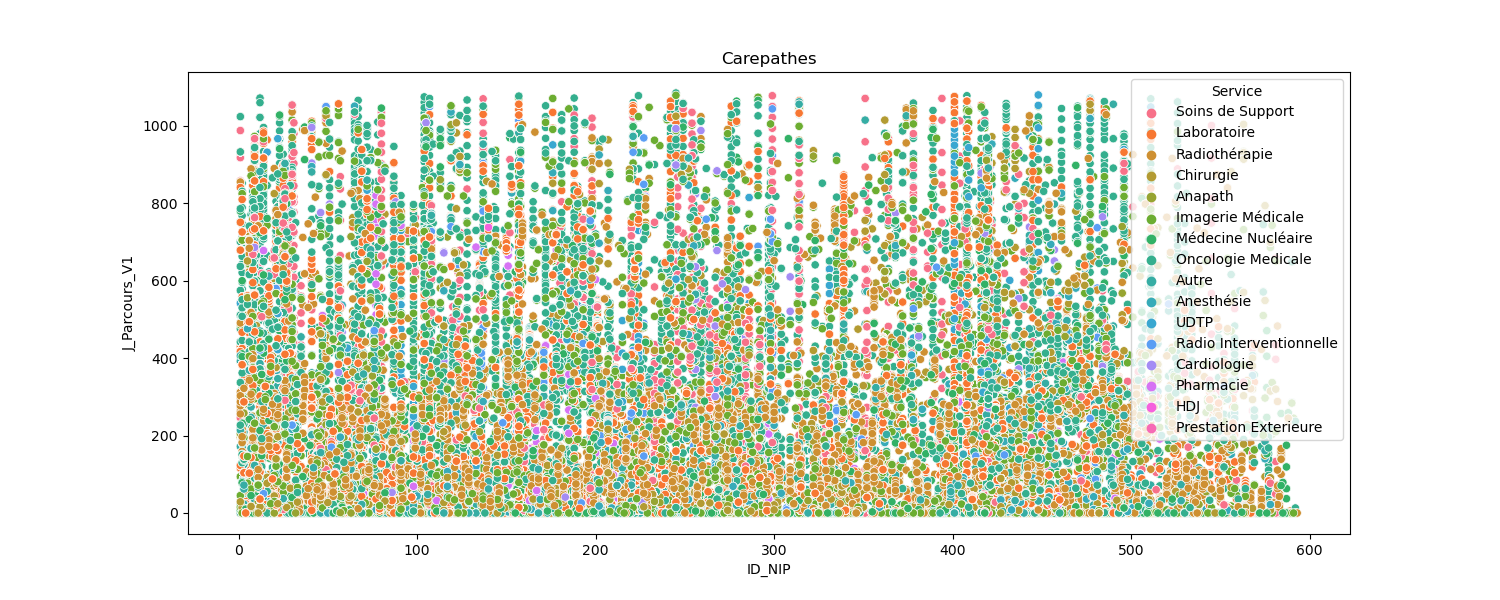 Carepathes
J_Parcours_V1
1000
800
600
400
200
0
0 100 200 300 400 500 600
ID_NIP
Service
Soins de Support
Laboratoire
Radiothérapie
Chirurgie
Anapath
Imagerie Médicale
Médecine Nucléaire
Oncologie Medicale
Autre
Anesthésie
UDTP
Radio Interventionnelle
Cardiologie
Pharmacie
HDJ
Prestation Exterieure